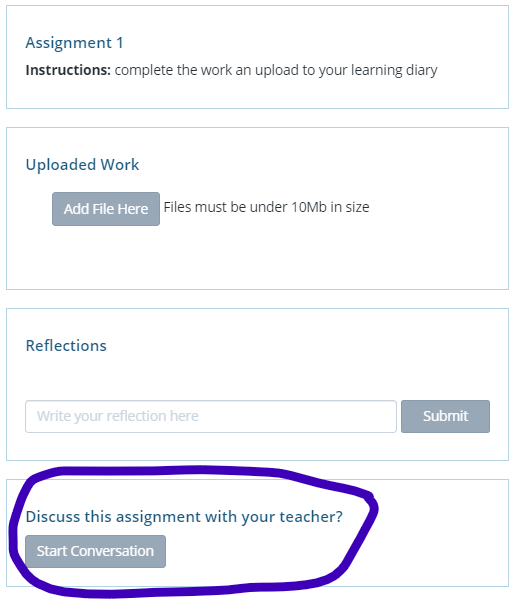 Assignment 1
Instructions: complete the work an upload to your learning diary
Uploaded Work
Add File Here Files must be under 10Mb in size
Reflections
Write your reflection here Submit
Discuss this assignment with your teacher?
Start Conversation